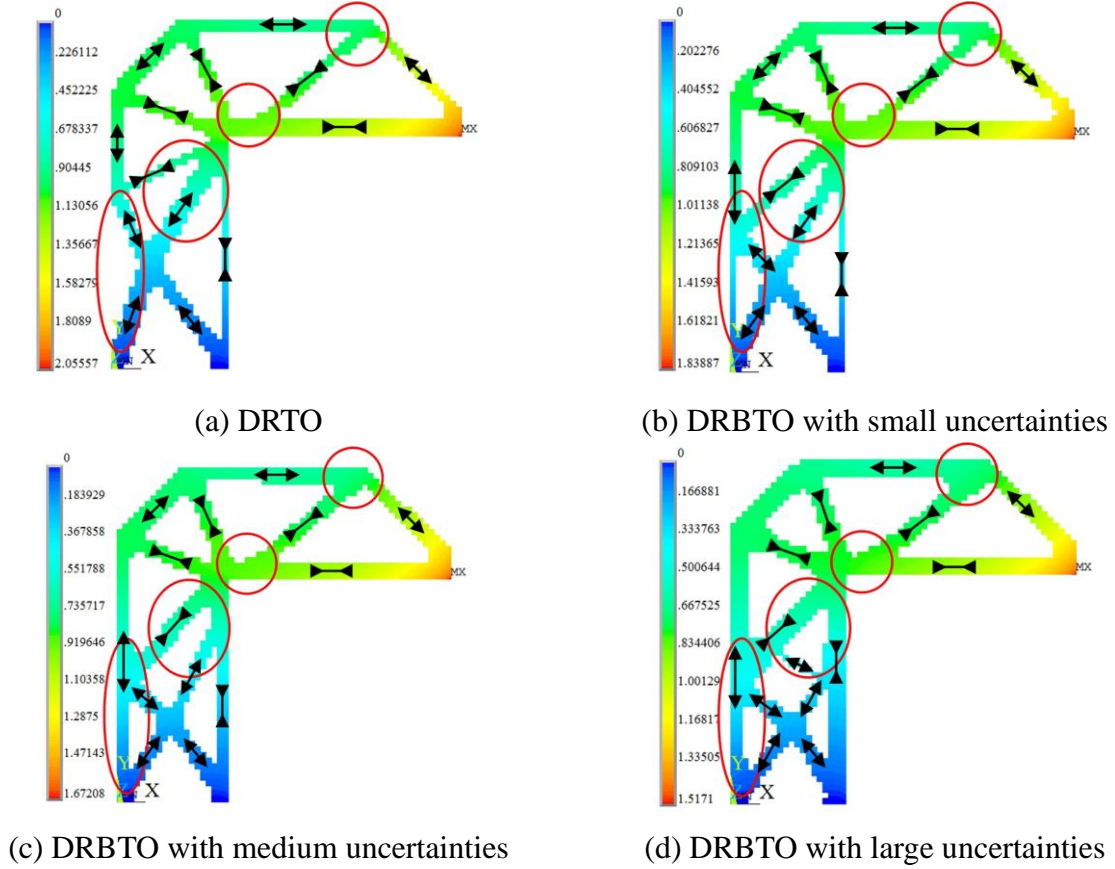 0
.226112
.452225
.678337
.90445
1.13056
1.35667
1.58279
1.8089
2.05557
MX
Y
X
(a) DRTO
0
.202276
.404552
.606827
.809103
1.01138
1.21365
1.41593
1.61821
1.83887
MX
Y
X
(b) DRBTO with small uncertainties
0
.183929
.367858
.551788
.735717
.919646
1.10358
1.2875
1.47143
1.67208
MX
Y
X
(c) DRBTO with medium uncertainties
0
.166881
.333763
.500644
.667525
.834406
1.00129
1.16817
1.33505
1.5171
MX
Y
X
(d) DRBTO with large uncertainties